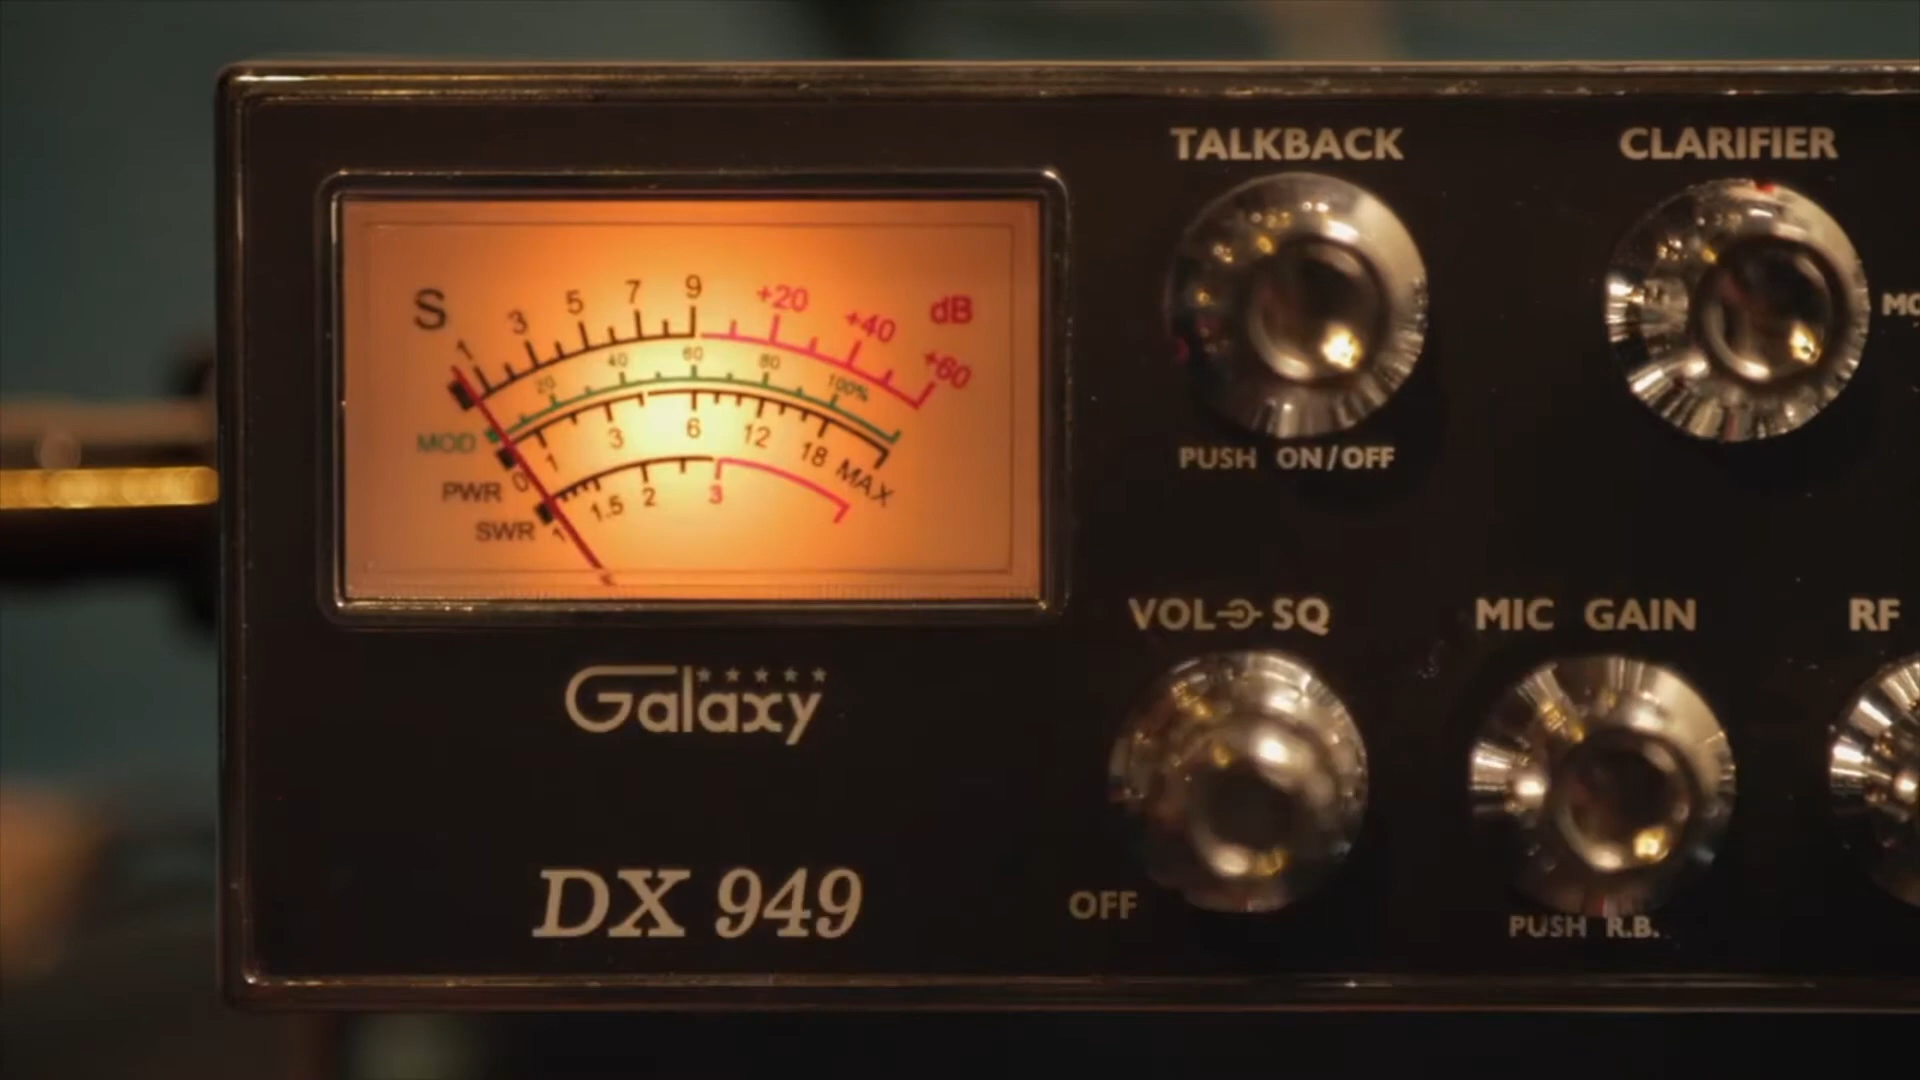 TALKBACK
CLARIFIER
S 1 3 5 7 9 +20 +40 +60 dB
MOD 20 40 60 80 100%
PWR 0 1 3 6 12 18 MAX
SWR 1 1.5 2 3
PUSH ON/OFF
VOL SQ
MIC GAIN
RF
Galaxy
DX 949
OFF
PUSH R.B.